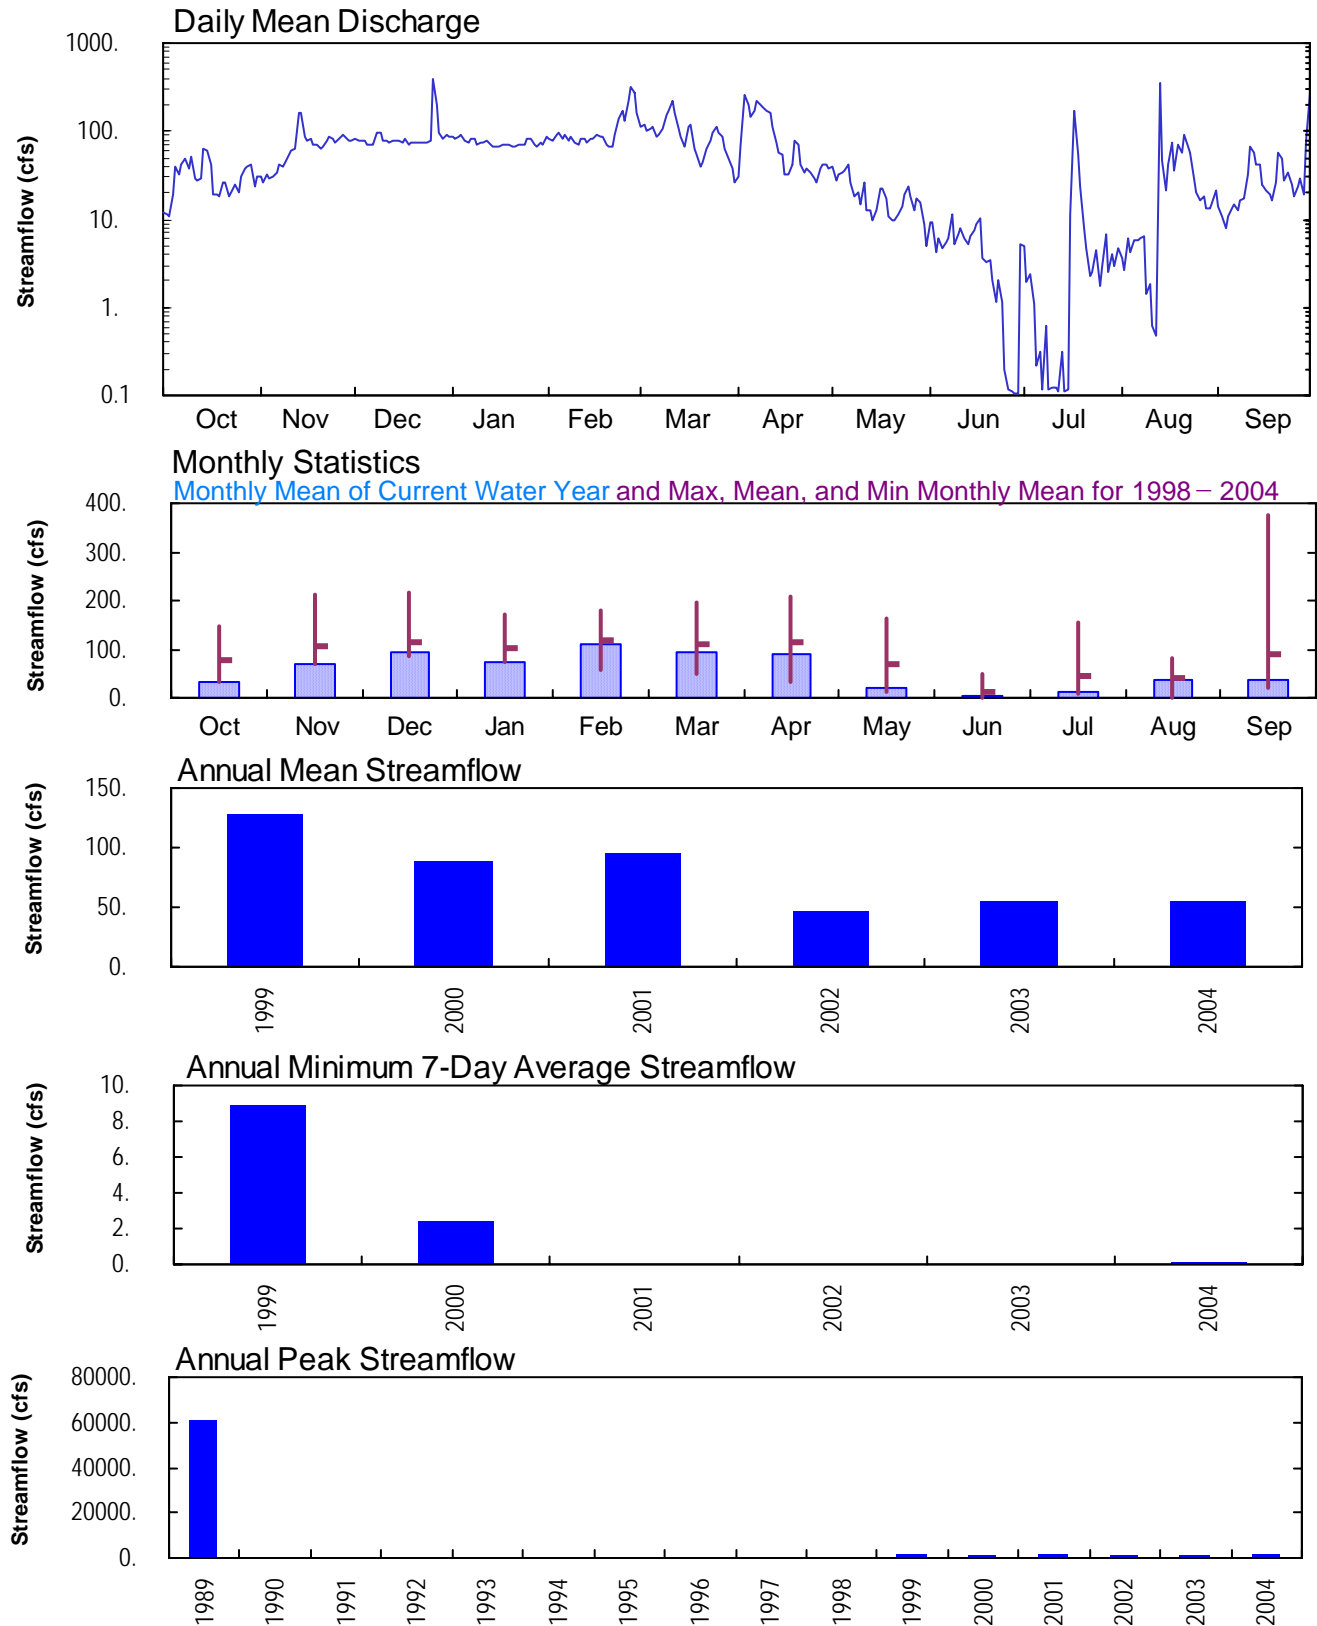 Daily Mean Discharge
Streamflow (cfs)
1000.
100.
10.
1.
0.1
Oct Nov Dec Jan Feb Mar Apr May Jun Jul Aug Sep
Monthly Statistics
Monthly Mean of Current Water Year and Max, Mean, and Min Monthly Mean for 1998 – 2004
Streamflow (cfs)
400.
300.
200.
100.
0.
Oct Nov Dec Jan Feb Mar Apr May Jun Jul Aug Sep
Annual Mean Streamflow
Streamflow (cfs)
150.
100.
50.
0.
1999 2000 2001 2002 2003 2004
Annual Minimum 7-Day Average Streamflow
Streamflow (cfs)
10.
8.
6.
4.
2.
0.
1999 2000 2001 2002 2003 2004
Annual Peak Streamflow
Streamflow (cfs)
80000.
60000.
40000.
20000.
0.
1989 1990 1991 1992 1993 1994 1995 1996 1997 1998 1999 2000 2001 2002 2003 2004